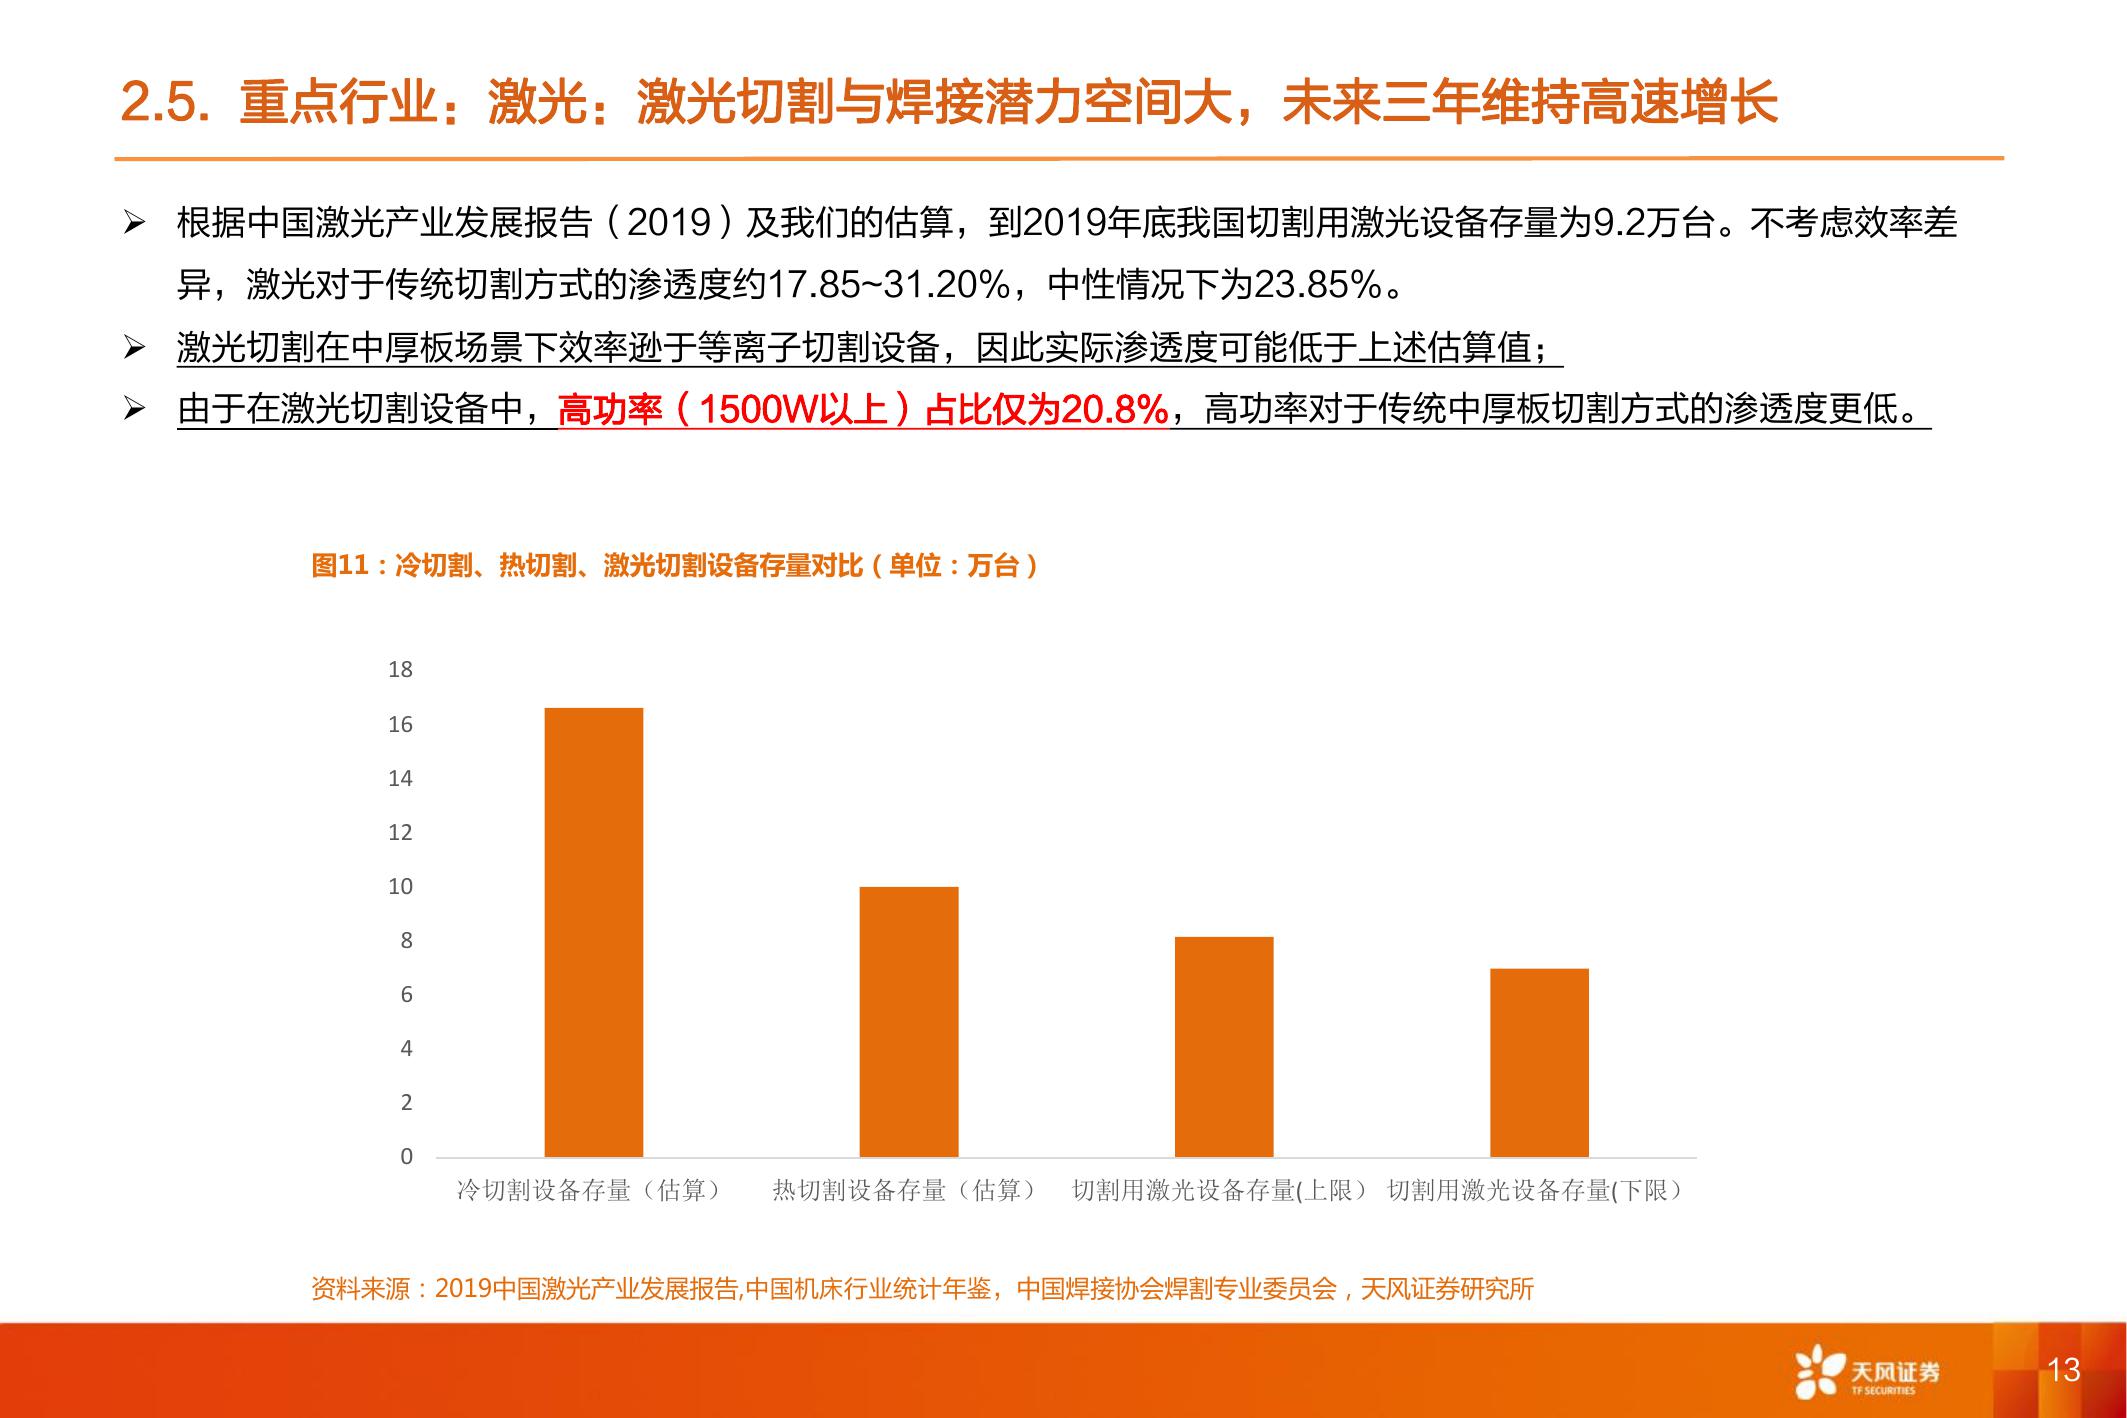 2.5. 重点行业：激光：激光切割与焊接潜力空间大，未来三年维持高速增长
➢ 根据中国激光产业发展报告（2019）及我们的估算，到2019年底我国切割用激光设备存量为9.2万台。不考虑效率差
异，激光对于传统切割方式的渗透度约17.85~31.20%，中性情况下为23.85%。
➢ 激光切割在中厚板场景下效率逊于等离子切割设备，因此实际渗透度可能低于上述估算值；
➢ 由于在激光切割设备中，高功率（1500W以上）占比仅为20.8%，高功率对于传统中厚板切割方式的渗透度更低。
图11：冷切割、热切割、激光切割设备存量对比（单位：万台）
18
16
14
12
10
8
6
4
2
0
冷切割设备存量（估算） 热切割设备存量（估算） 切割用激光设备存量(上限） 切割用激光设备存量(下限）
资料来源：2019中国激光产业发展报告,中国机床行业统计年鉴，中国焊接协会焊割专业委员会，天风证券研究所
天风证券
TF SECURITIES
13